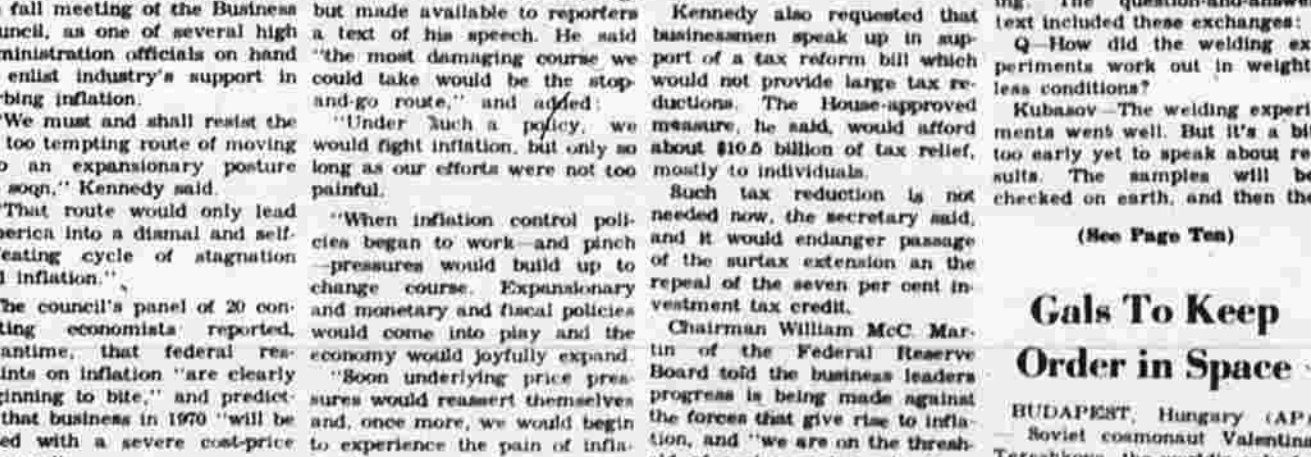 fall meeting of the Business
as one of several high
officials on hand
enlist industry's support in
inflation.
"We must and shall resist the
too tempting route of moving
an expansionary posture
soon," Kennedy said.
"That route would only lead
into a dismal and self-
cycle of stagnation
inflation."
The council's panel of 20 con-
economists reported,
that federal res-
on inflation "are clearly
to bite," and predict-
that business in 1970 "will be
with a severe cost-price
but made available to reporters
a text of his speech. He said
"the most damaging course we
could take would be the stop-
and-go route," and added:
"Under such a policy, we
would fight inflation, but only so
long as our efforts were not too
painful.
"When inflation control poli-
cies began to work—and pinch
—pressures would build up to
change course. Expansionary
and monetary and fiscal policies
would come into play and the
economy would joyfully expand.
"Soon underlying price pres-
sures would reassert themselves
and, once more, we would begin
to experience the pain of infla-
Kennedy also requested that
businessmen speak up in sup-
port of a tax reform bill which
would not provide large tax re-
ductions. The House-approved
measure, he said, would afford
about $10.5 billion of tax relief,
mostly to individuals.
Such tax reduction is not
needed now, the secretary said,
and it would endanger passage
of the surtax extension an the
repeal of the seven per cent in-
vestment tax credit.
Chairman William McC. Mar-
tin of the Federal Reserve
Board told the business leaders
progress is being made against
the forces that give rise to infla-
tion, and "we are on the thresh-
ing. The question-and-answer
text included these exchanges:
Q—How did the welding ex-
periments work out in weight-
less conditions?
Kubasov—The welding experi-
ments went well. But it's a bit
too early yet to speak about re-
sults. The samples will be
checked on earth, and then the
(See Page Ten)
Gals To Keep
Order in Space
BUDAPEST, Hungary (AP)
— Soviet cosmonaut Valentina